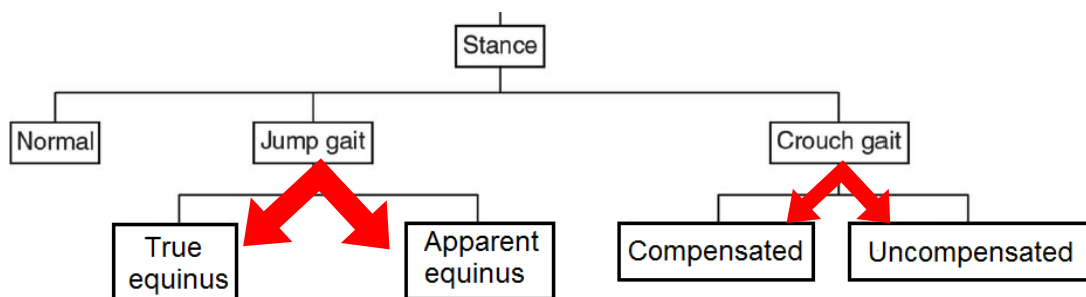 Stance
Normal
Jump gait
Crouch gait
True
equinus
Apparent
equinus
Compensated
Uncompensated